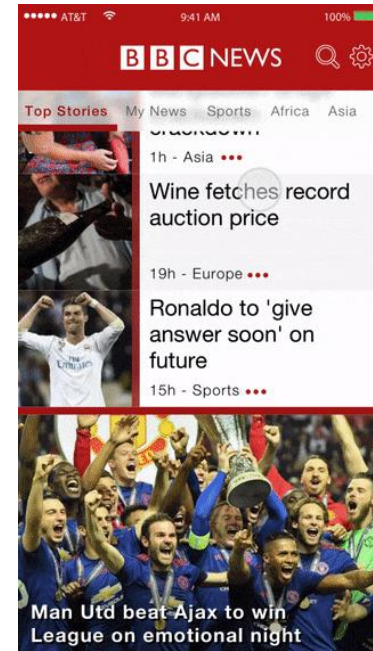 AT&T 9:41 AM 100%
BBC NEWS
Top Stories My News Sports Africa Asia
crackdown
1h - Asia •••
Wine fetches record
auction price
19h - Europe •••
Ronaldo to 'give
answer soon' on
future
15h - Sports •••
Man Utd beat Ajax to win
League on emotional night